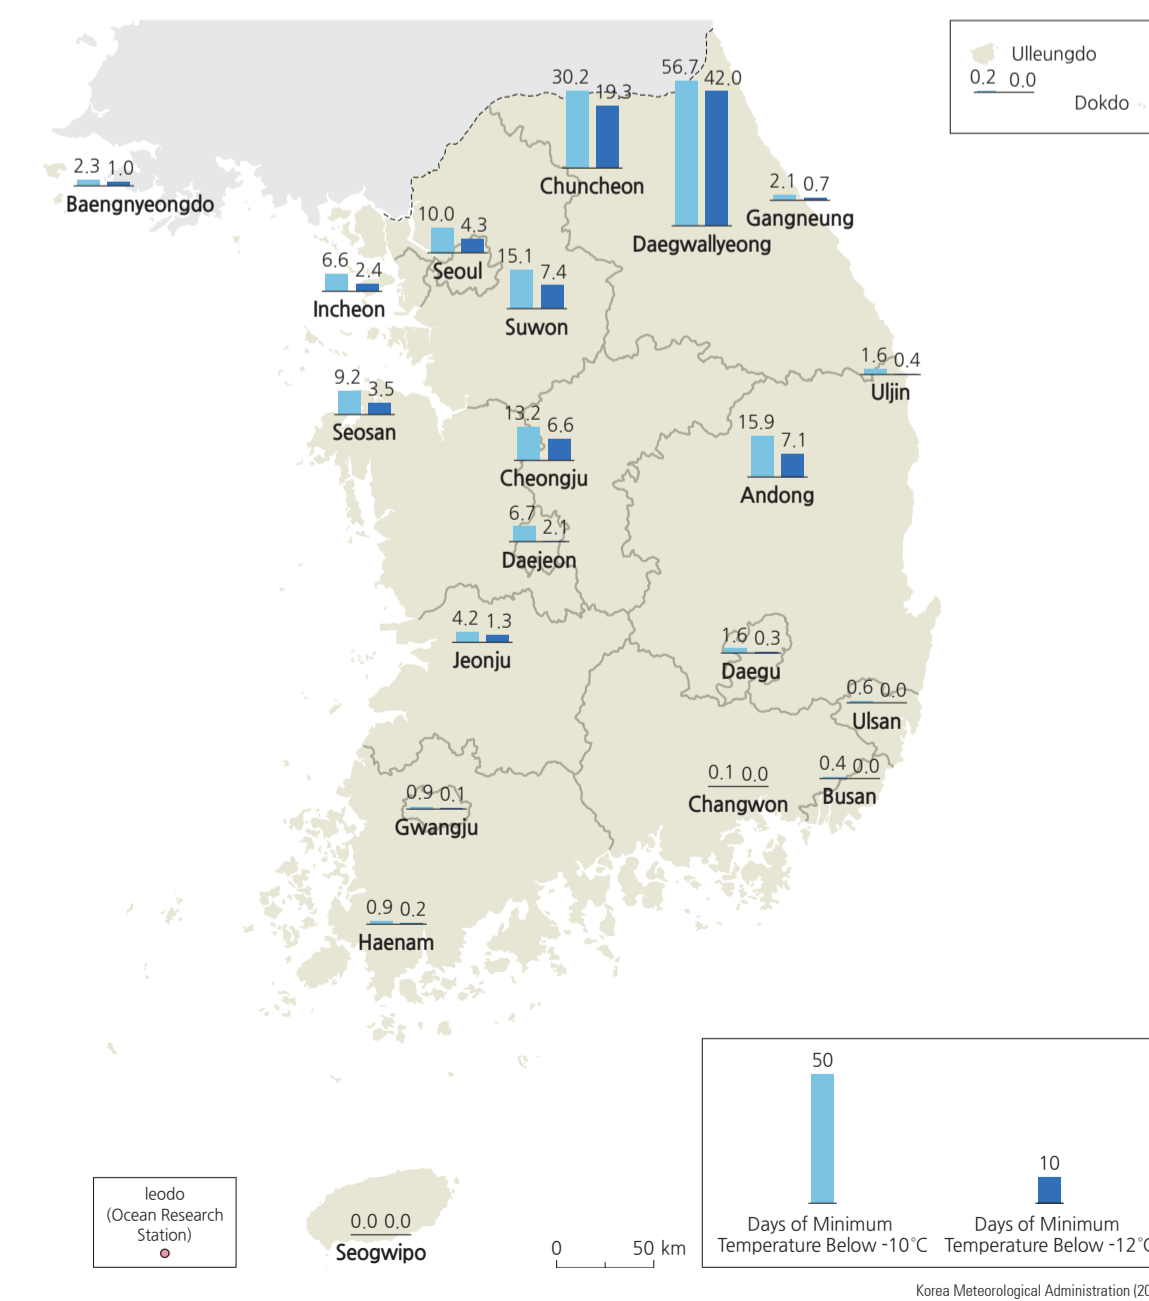 Ulleungdo
0.2 0.0
Dokdo
30.2 19.3
Chuncheon
56.7 42.0
Daegwallyeong
2.3 1.0
Baengnyeongdo
2.1 0.7
Gangneung
10.0 4.3
Seoul
6.6 2.4
Incheon
15.1 7.4
Suwon
1.6 0.4
Uljin
9.2 3.5
Seosan
13.2 6.6
Cheongju
15.9 7.1
Andong
6.7 2.1
Daejeon
4.2 1.3
Jeonju
1.6 0.3
Daegu
0.6 0.0
Ulsan
0.4 0.0
Busan
0.1 0.0
Changwon
0.9 0.1
Gwangju
0.9 0.2
Haenam
50
10
Days of Minimum
Temperature Below -10°C
Days of Minimum
Temperature Below -12°C
Ieodo
(Ocean Research
Station)
0.0 0.0
Seogwipo
0 50 km
Korea Meteorological Administration (20